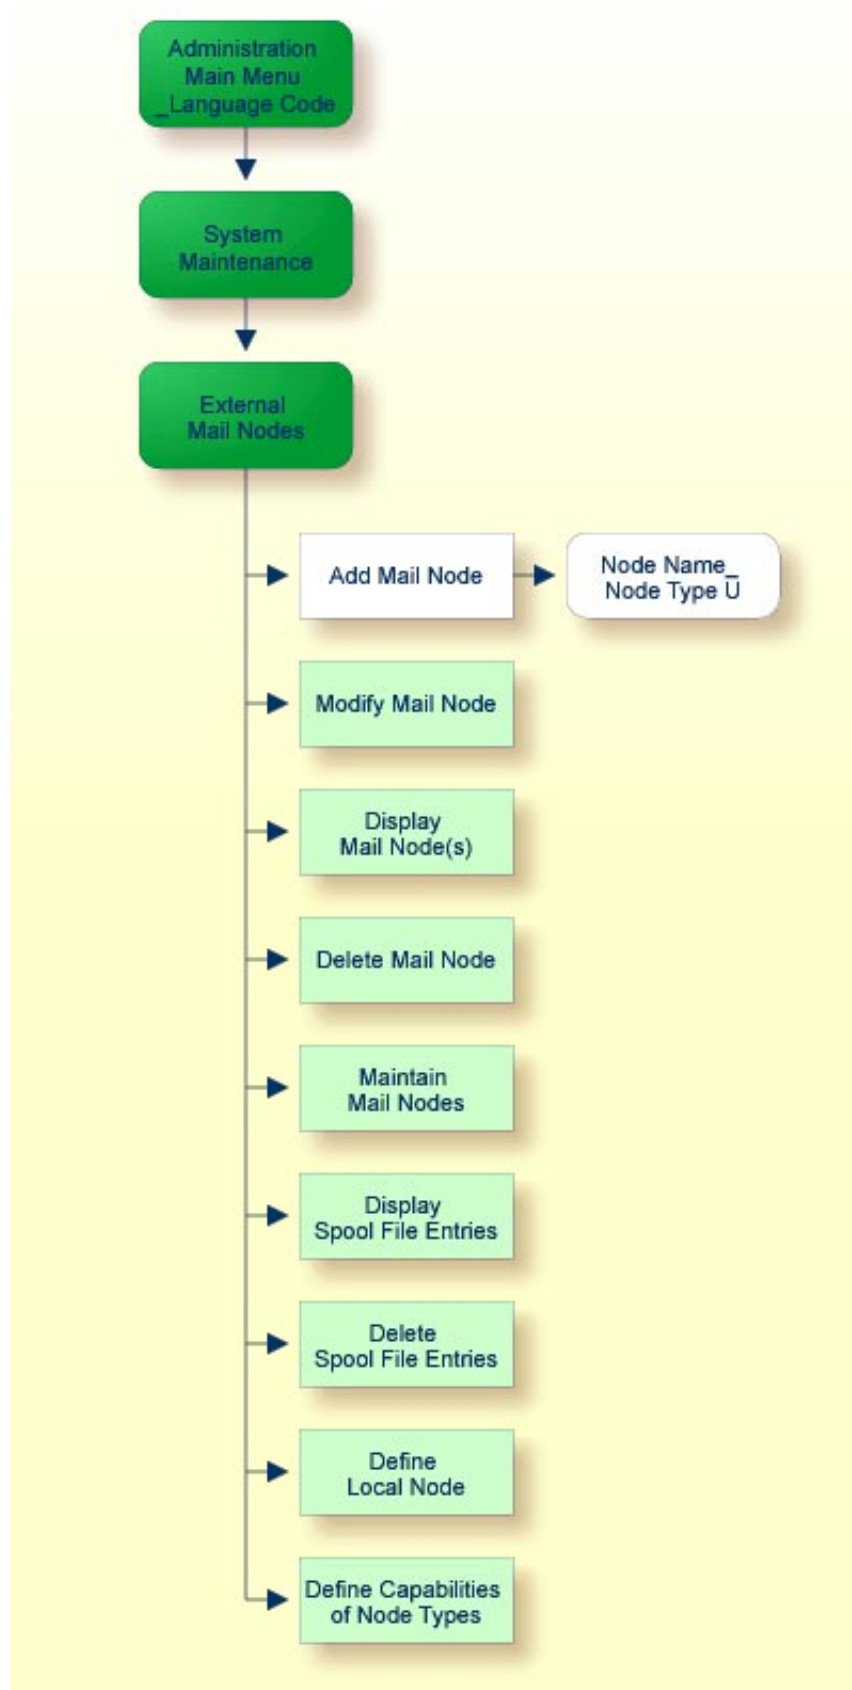 Administration
Main Menu
_Language Code
System
Maintenance
External
Mail Nodes
Add Mail Node
Node Name_
Node Type U
Modify Mail Node
Display
Mail Node(s)
Delete Mail Node
Maintain
Mail Nodes
Display
Spool File Entries
Delete
Spool File Entries
Define
Local Node
Define Capabilities
of Node Types